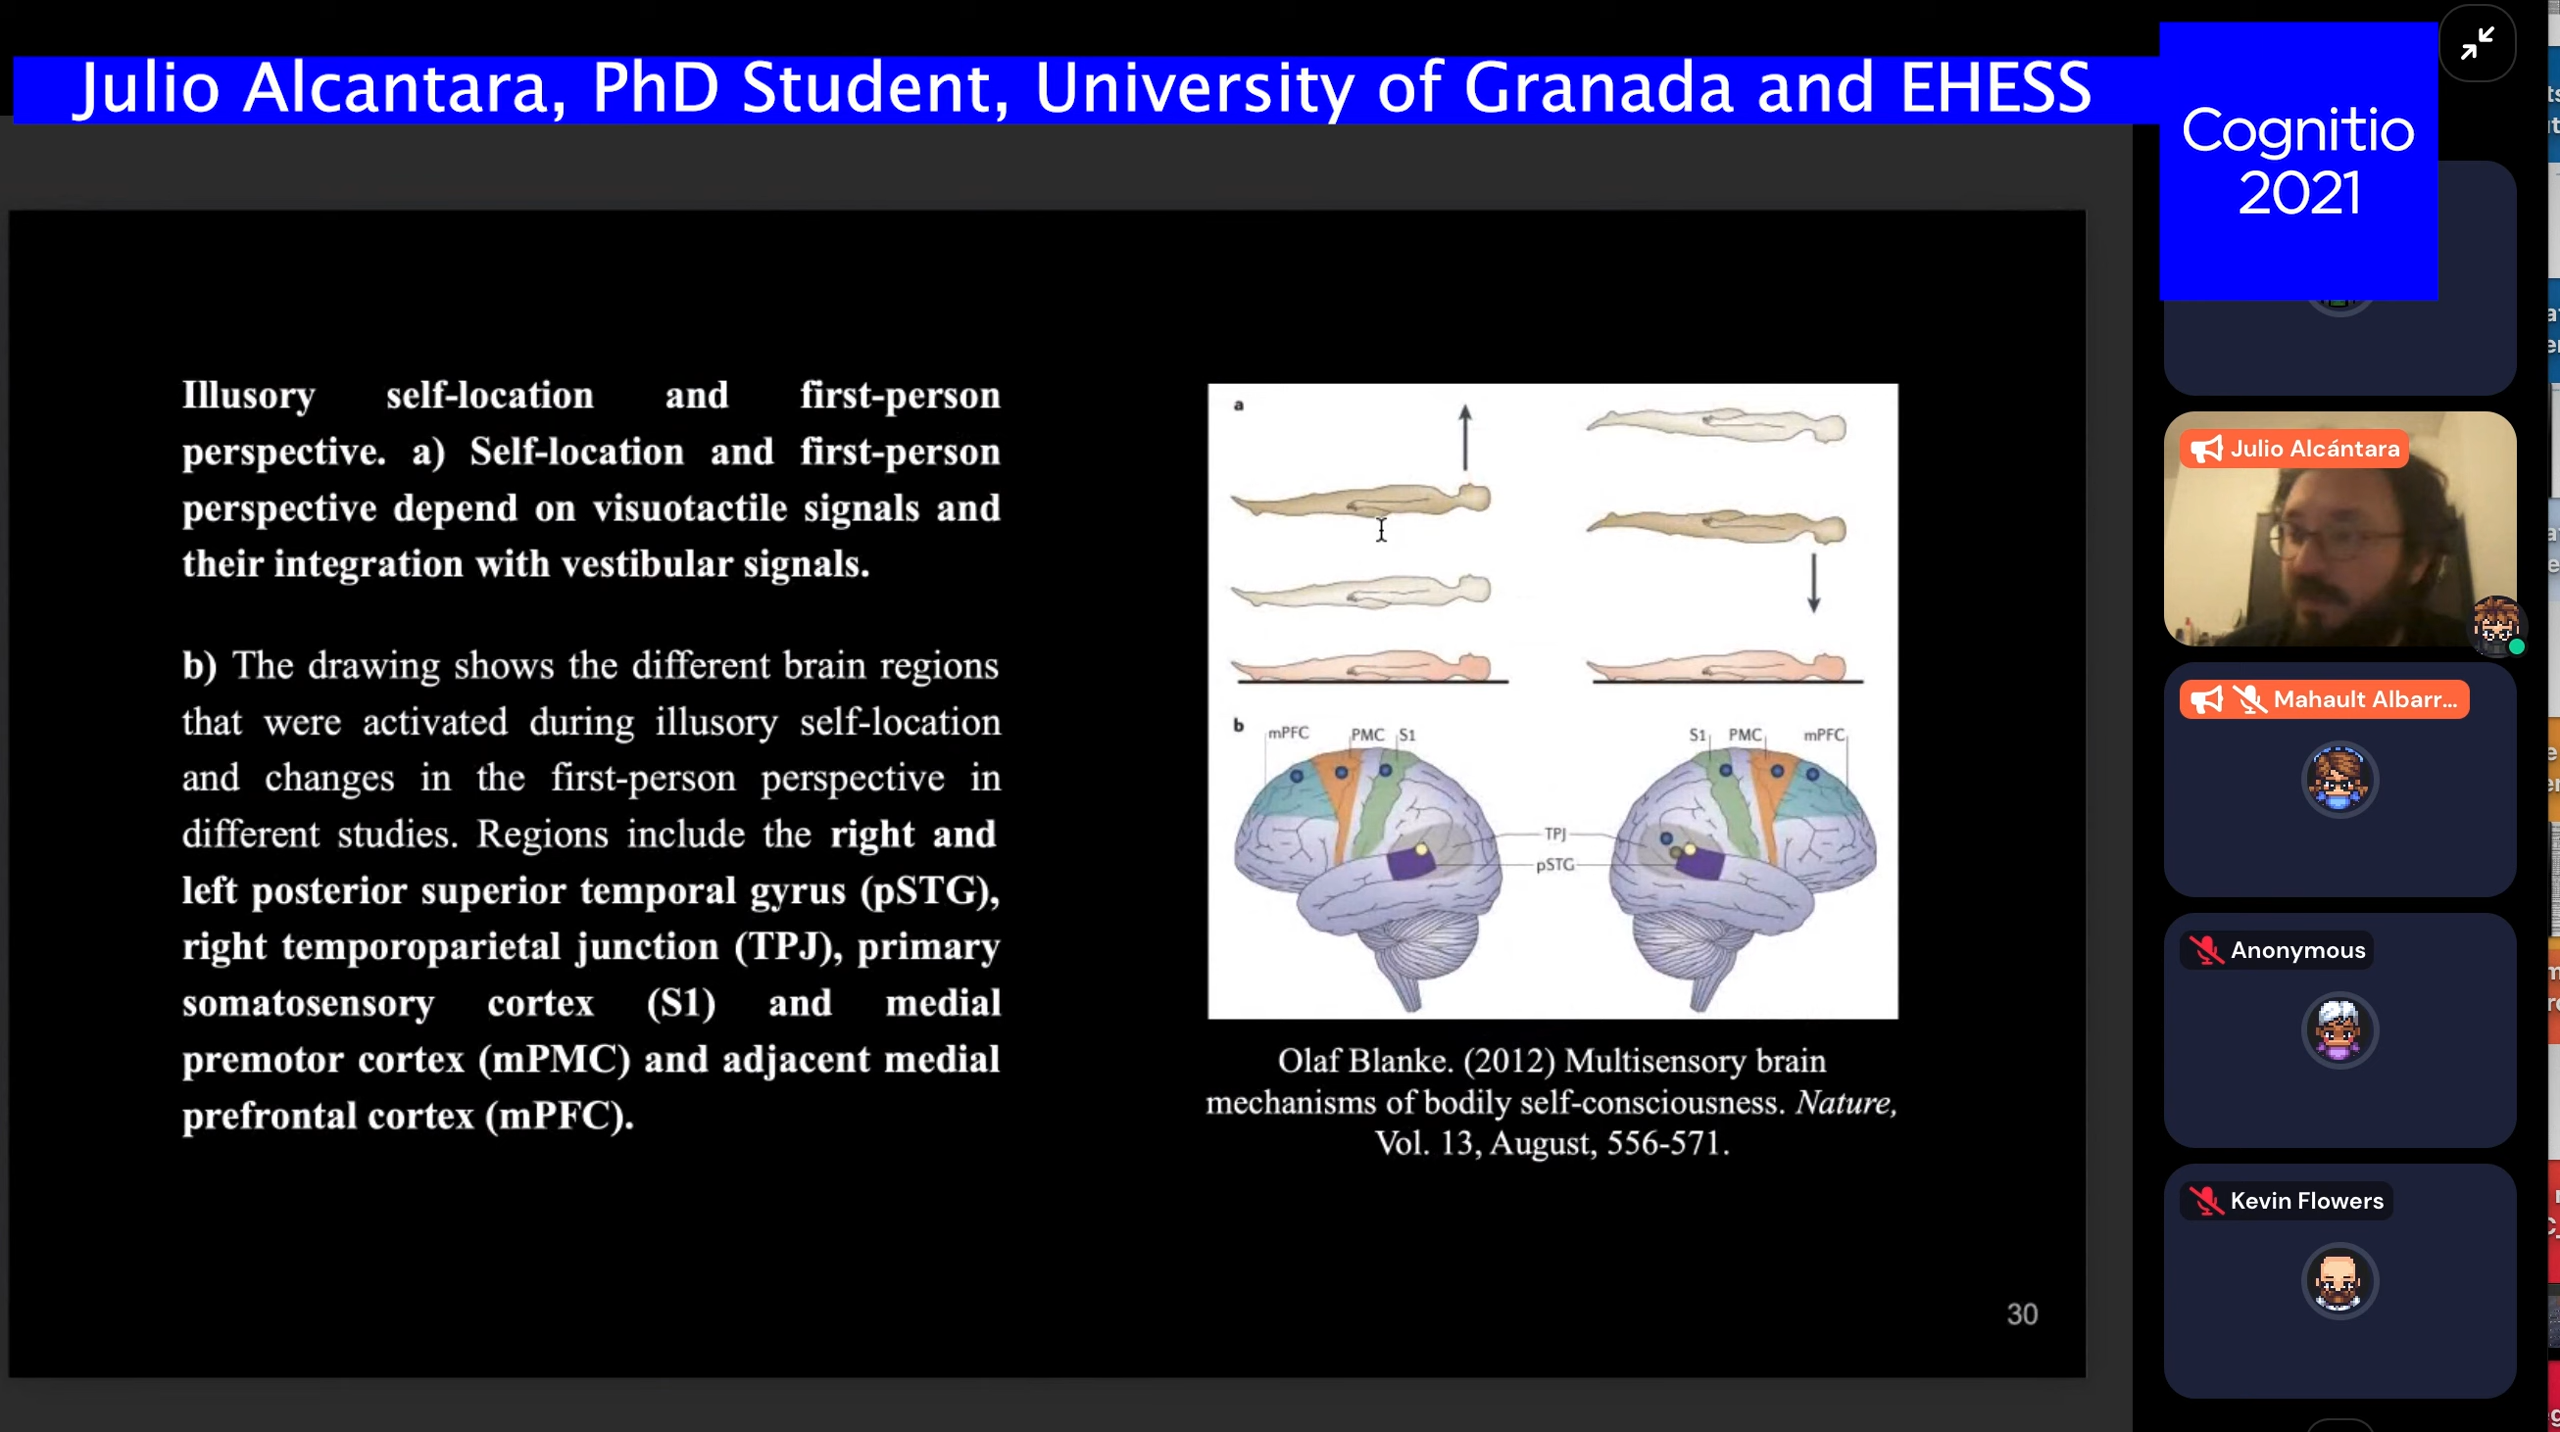 Julio Alcantara, PhD Student, University of Granada and EHESS
Cognitio
2021
Illusory self-location and first-person
perspective. a) Self-location and first-person
perspective depend on visuotactile signals and
their integration with vestibular signals.
b) The drawing shows the different brain regions
that were activated during illusory self-location
and changes in the first-person perspective in
different studies. Regions include the right and
left posterior superior temporal gyrus (pSTG),
right temporoparietal junction (TPJ), primary
somatosensory cortex (S1) and medial
premotor cortex (mPMC) and adjacent medial
prefrontal cortex (mPFC).
a
b
mPFC PMC S1
S1 PMC mPFC
TPJ
pSTG
Olaf Blanke. (2012) Multisensory brain
mechanisms of bodily self-consciousness. Nature,
Vol. 13, August, 556-571.
30
Julio Alcántara
Mahault Albarr...
Anonymous
Kevin Flowers